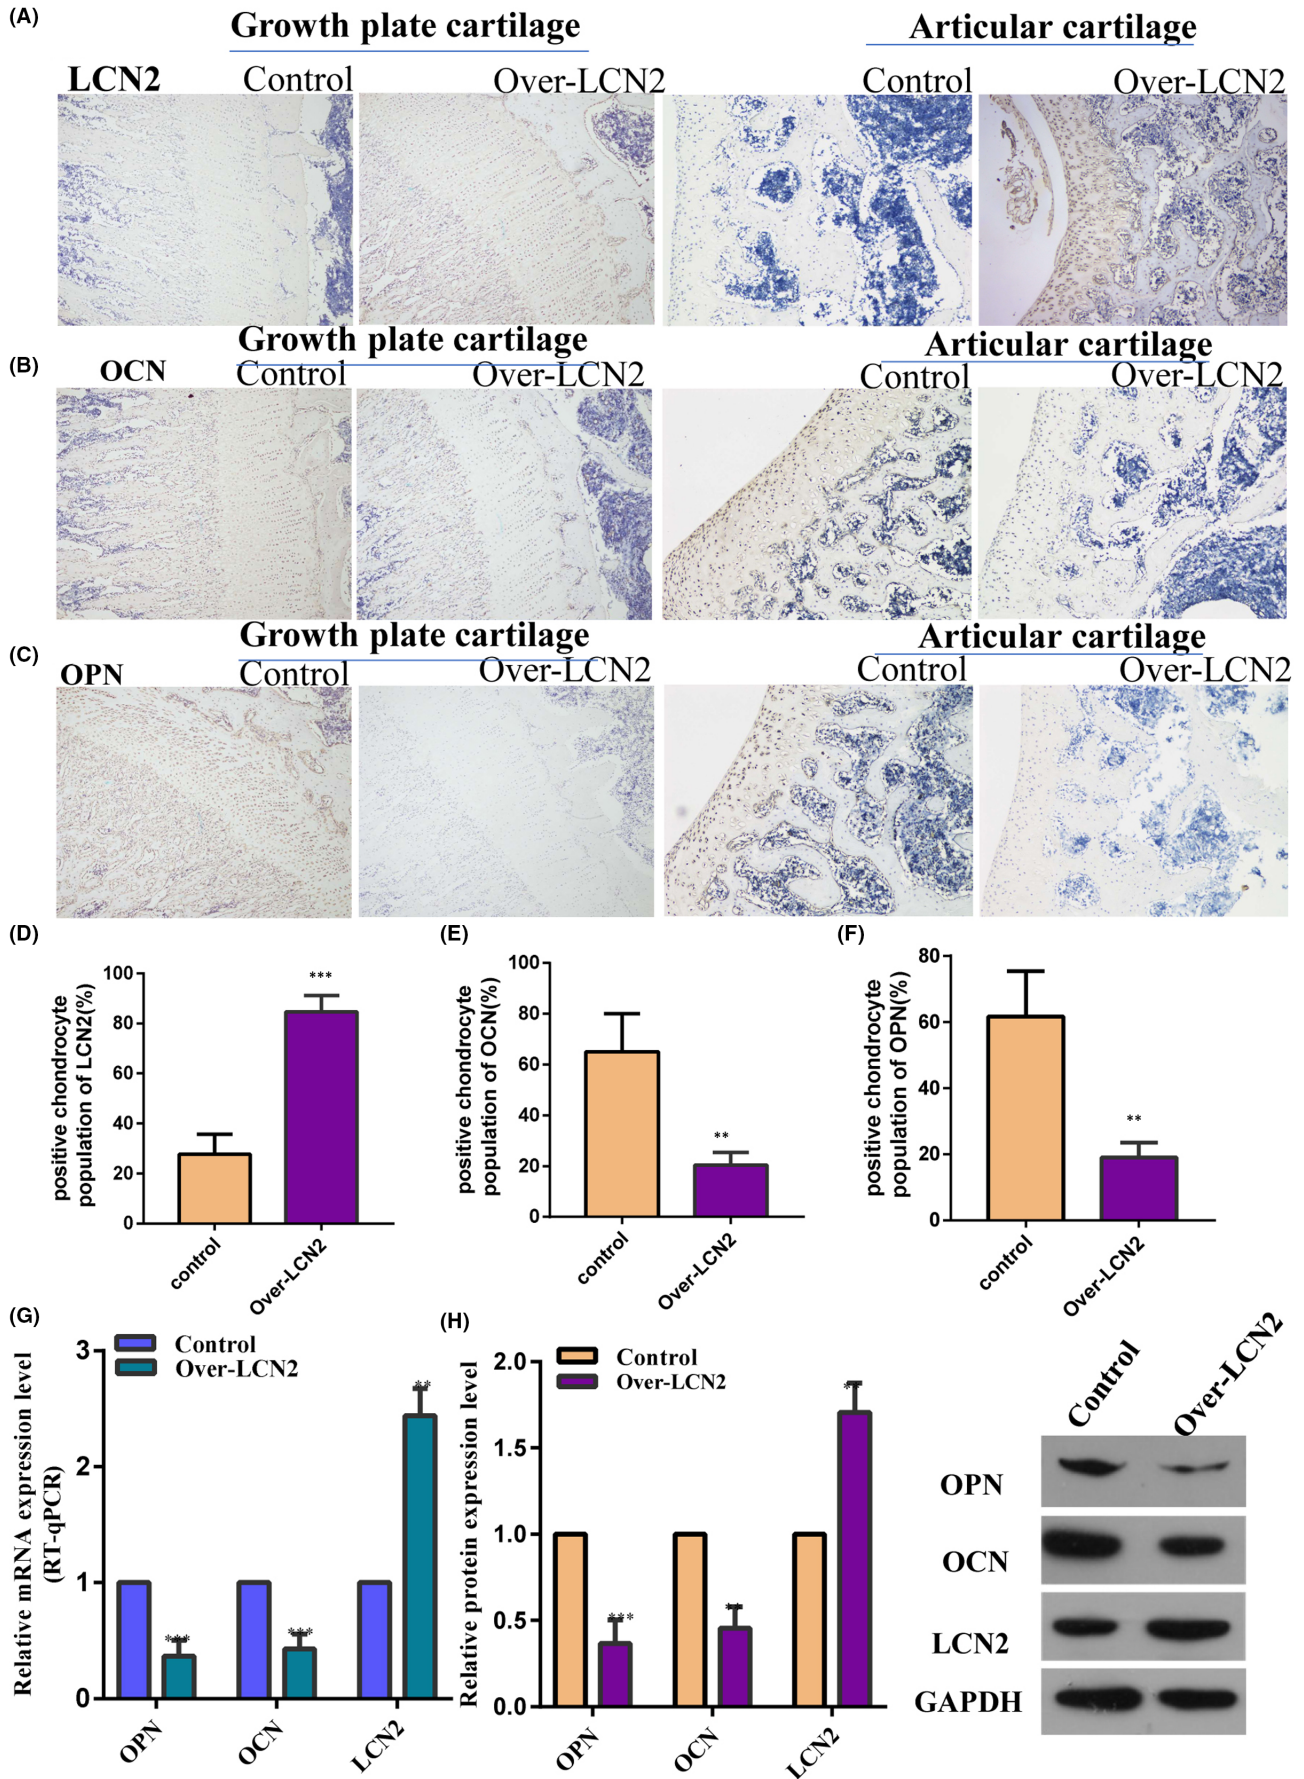 (A)
Growth plate cartilage
Articular cartilage
LCN2
Control
Over-LCN2
Control
Over-LCN2
(B)
Growth plate cartilage
Articular cartilage
OCN
Control
Over-LCN2
Control
Over-LCN2
(C)
Growth plate cartilage
Articular cartilage
OPN
Control
Over-LCN2
Control
Over-LCN2
(D)
positive chondrocyte
population of LCN2(%)
100
80
60
40
20
0
***
control
Over-LCN2
(E)
positive chondrocyte
population of OCN(%)
100
80
60
40
20
0
**
control
Over-LCN2
(F)
positive chondrocyte
population of OPN(%)
80
60
40
20
0
**
control
Over-LCN2
(G)
Relative mRNA expression level
(RT-qPCR)
3
2
1
0
Control
Over-LCN2
***
***
**
OPN
OCN
LCN2
(H)
Relative protein expression level
2.0
1.5
1.0
0.5
0.0
Control
Over-LCN2
***
**
**
OPN
OCN
LCN2
Control
Over-LCN2
OPN
OCN
LCN2
GAPDH